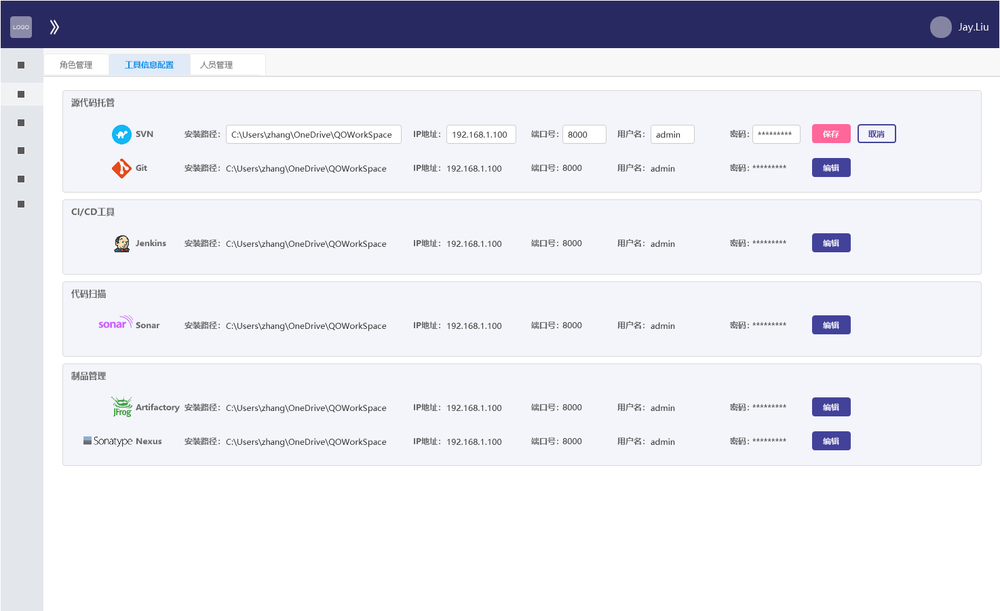 LOGO Jay.Liu
角色管理 工具信息配置 人员管理
源代码托管
SVN 安装路径: C:\Users\zhang\OneDrive\QOWorkSpace IP地址: 192.168.1.100 端口号: 8000 用户名: admin 密码: ********* 保存 取消
Git 安装路径: C:\Users\zhang\OneDrive\QOWorkSpace IP地址: 192.168.1.100 端口号: 8000 用户名: admin 密码: ********* 编辑
CI/CD工具
Jenkins 安装路径: C:\Users\zhang\OneDrive\QOWorkSpace IP地址: 192.168.1.100 端口号: 8000 用户名: admin 密码: ********* 编辑
代码扫描
sonar Sonar 安装路径: C:\Users\zhang\OneDrive\QOWorkSpace IP地址: 192.168.1.100 端口号: 8000 用户名: admin 密码: ********* 编辑
制品管理
JFrog Artifactory 安装路径: C:\Users\zhang\OneDrive\QOWorkSpace IP地址: 192.168.1.100 端口号: 8000 用户名: admin 密码: ********* 编辑
Sonatype Nexus 安装路径: C:\Users\zhang\OneDrive\QOWorkSpace IP地址: 192.168.1.100 端口号: 8000 用户名: admin 密码: ********* 编辑